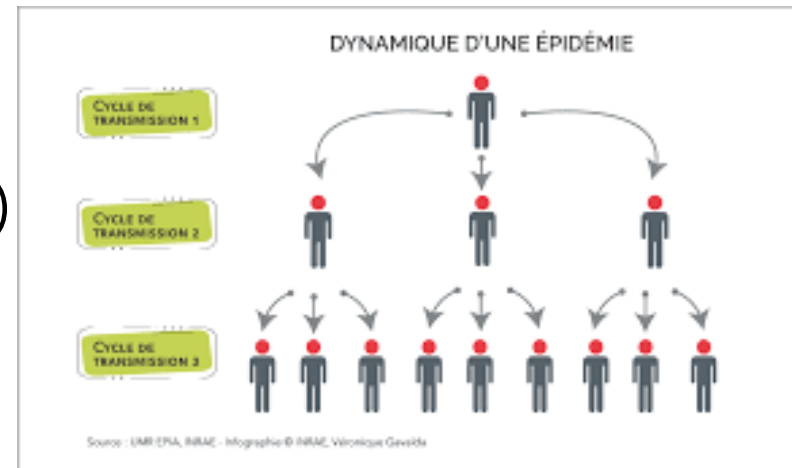 DYNAMIQUE D'UNE ÉPIDÉMIE
CYCLE DE
TRANSMISSION 1
CYCLE DE
TRANSMISSION 2
CYCLE DE
TRANSMISSION 3
Source : UMR EPIA, INRAE - Infographie © INRAE, Véronique Gavalda
)